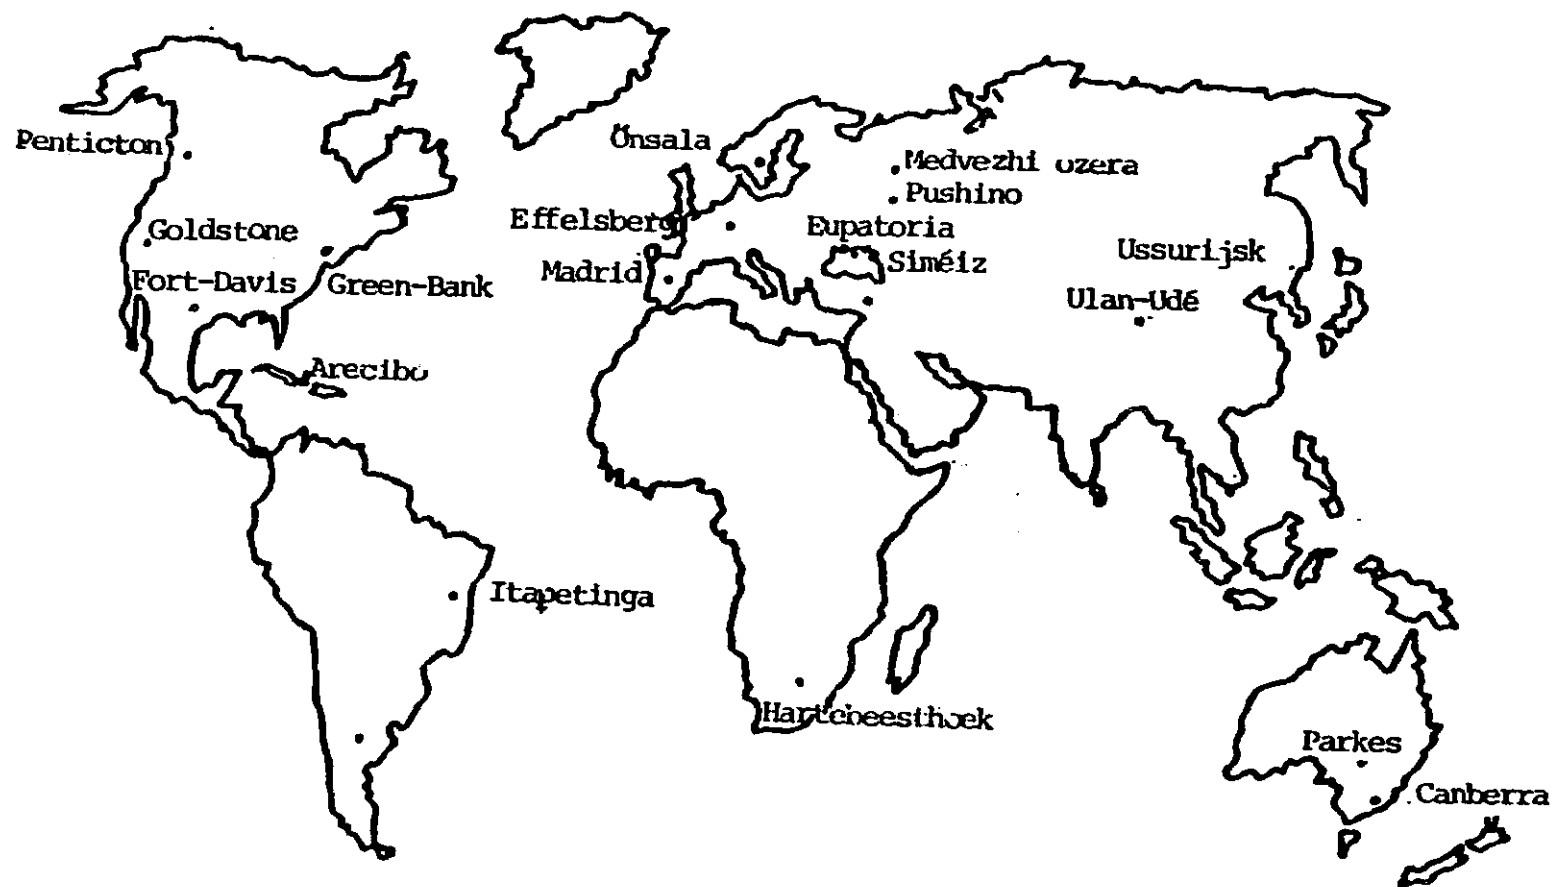 Önsala
Penticton
Medvezhi ozera
Pushino
Effelsberg
Eupatoria
Goldstone
Ussurijsk
Siméiz
Madrid
Fort-Davis
Green-Bank
Ulan-Udé
Arecibo
Itapetinga
Hartebeesthoek
Parkes
Canberra